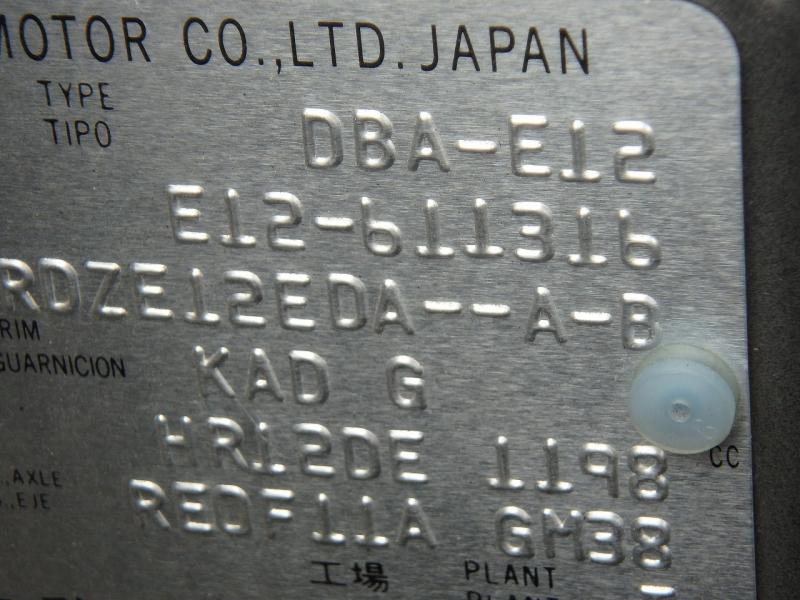 MOTOR CO.,LTD. JAPAN
TYPE
TIPO
DBA-E12
E12-611316
RDZE12EDA--A-B
RIM
GUARNICION
KAD G
HR12DE 1198
CC
.,AXLE
.,EJE
RE0F11A GM38
工場 PLANT